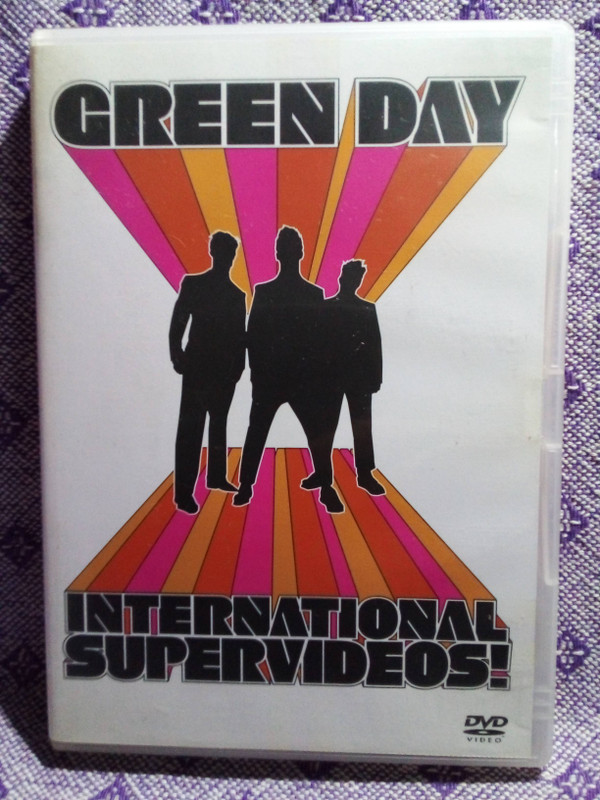 GREEN DAY
INTERNATIONAL
SUPERVIDEOS!
DVD
VIDEO